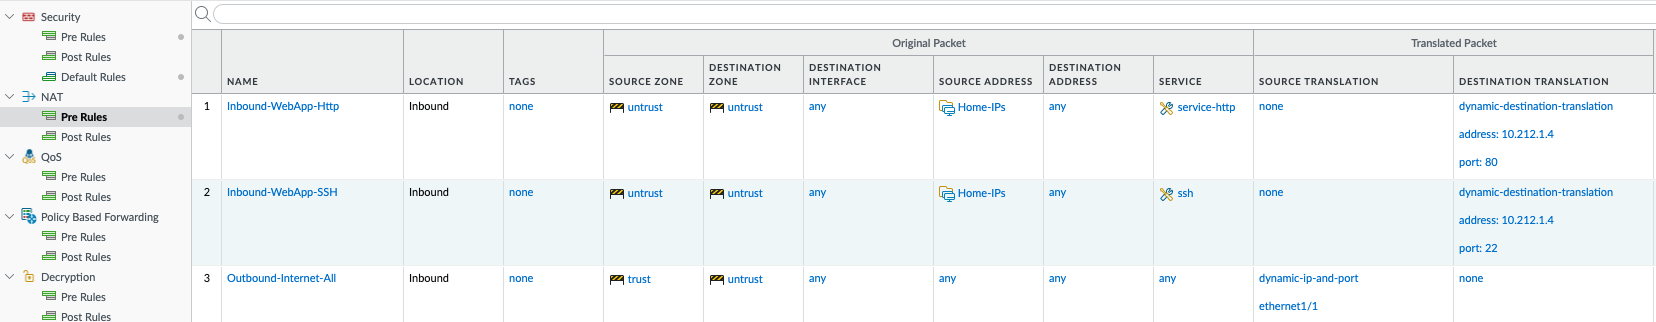 Security
Pre Rules
Post Rules
Default Rules
NAT
Pre Rules
Post Rules
QoS
Pre Rules
Post Rules
Policy Based Forwarding
Pre Rules
Post Rules
Decryption
Pre Rules
Post Rules
Original Packet Translated Packet
NAME LOCATION TAGS SOURCE ZONE DESTINATION ZONE DESTINATION INTERFACE SOURCE ADDRESS DESTINATION ADDRESS SERVICE SOURCE TRANSLATION DESTINATION TRANSLATION
1 Inbound-WebApp-Http Inbound none untrust untrust any Home-IPs any service-http none dynamic-destination-translation
address: 10.212.1.4
port: 80
2 Inbound-WebApp-SSH Inbound none untrust untrust any Home-IPs any ssh none dynamic-destination-translation
address: 10.212.1.4
port: 22
3 Outbound-Internet-All Inbound none trust untrust any any any any dynamic-ip-and-port none
ethernet1/1